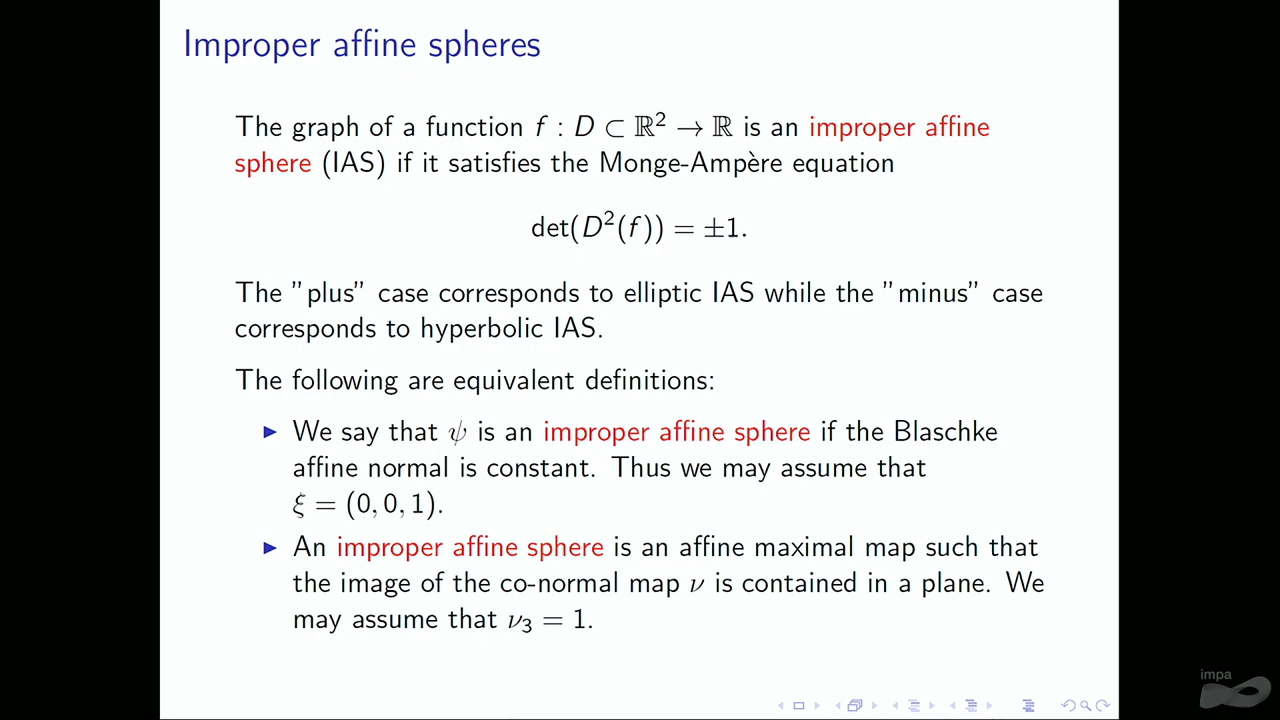 Improper affine spheres
The graph of a function f : D ⊂ ℝ² → ℝ is an improper affine
sphere (IAS) if it satisfies the Monge-Ampère equation
det(D²(f)) = ±1.
The ”plus” case corresponds to elliptic IAS while the ”minus” case
corresponds to hyperbolic IAS.
The following are equivalent definitions:
▶ We say that ψ is an improper affine sphere if the Blaschke
affine normal is constant. Thus we may assume that
ξ = (0, 0, 1).
▶ An improper affine sphere is an affine maximal map such that
the image of the co-normal map ν is contained in a plane. We
may assume that ν₃ = 1.
impa